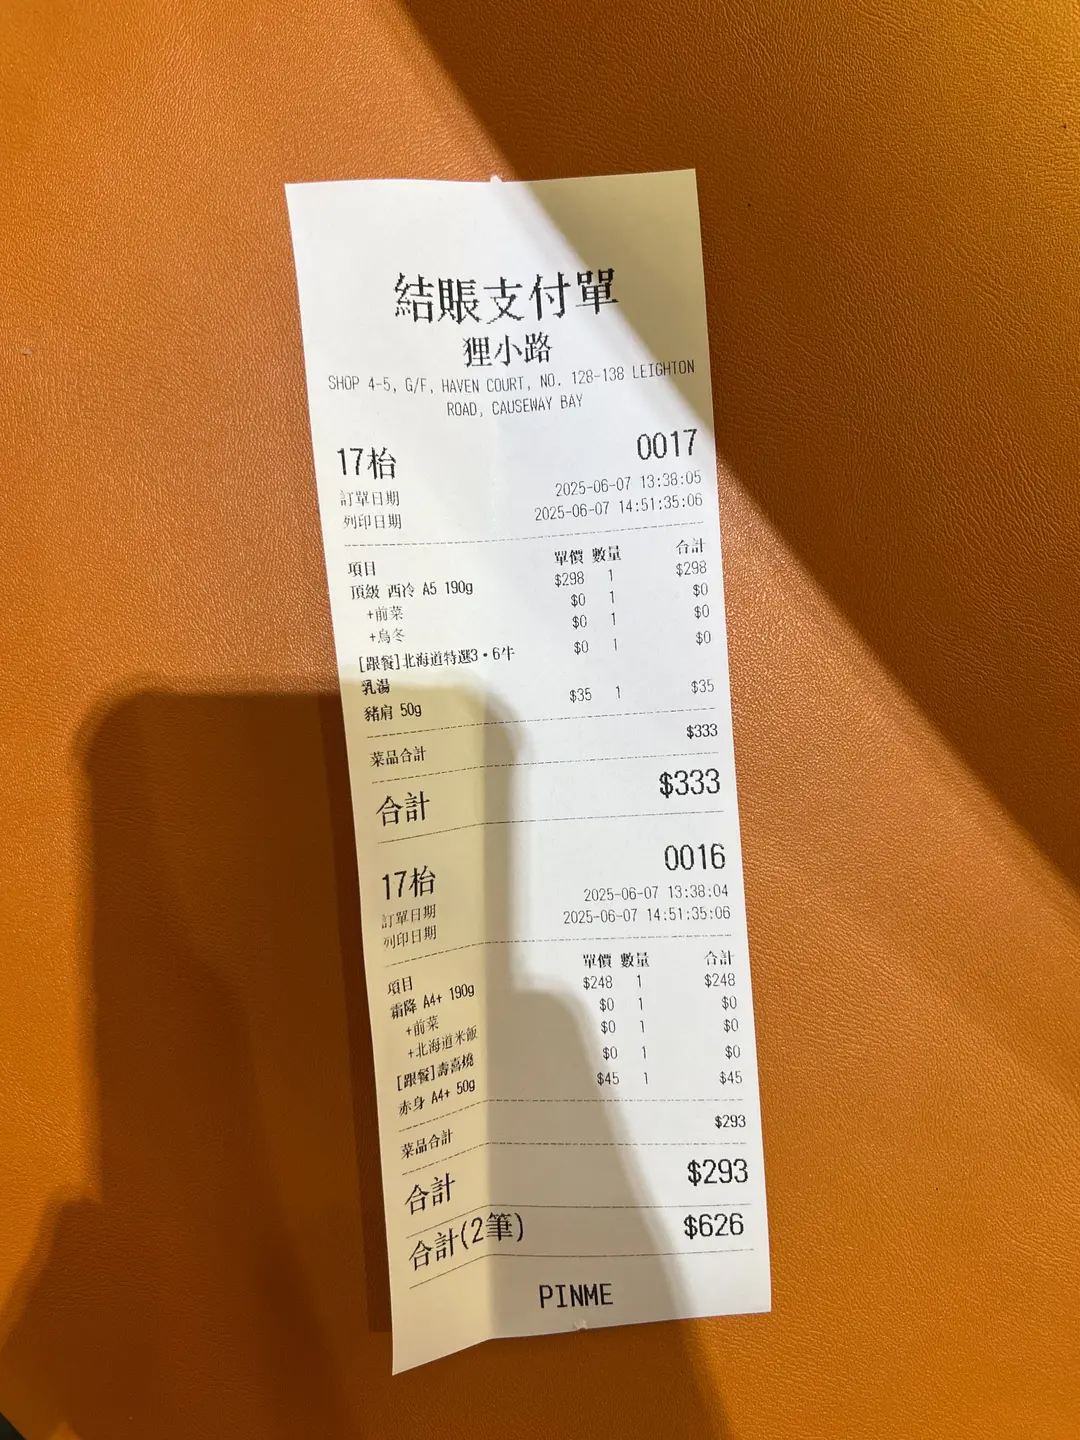 結賬支付單
狸小路
SHOP 4-5, G/F, HAVEN COURT, NO. 128-138 LEIGHTON
ROAD, CAUSEWAY BAY
17枱 0017
訂單日期 2025-06-07 13:38:05
列印日期 2025-06-07 14:51:35:06
項目 單價 數量 合計
頂級 西冷 A5 190g $298 1 $298
+前菜 $0 1 $0
+烏冬 $0 1 $0
[跟餐]北海道特選3・6牛 $0 1 $0
乳湯
豬肩 50g $35 1 $35
菜品合計 $333
合計 $333
17枱 0016
訂單日期 2025-06-07 13:38:04
列印日期 2025-06-07 14:51:35:06
項目 單價 數量 合計
霜降 A4+ 190g $248 1 $248
+前菜 $0 1 $0
+北海道米飯 $0 1 $0
[跟餐]壽喜燒 $0 1 $0
赤身 A4+ 50g $45 1 $45
菜品合計 $293
合計 $293
合計(2筆) $626
PINME